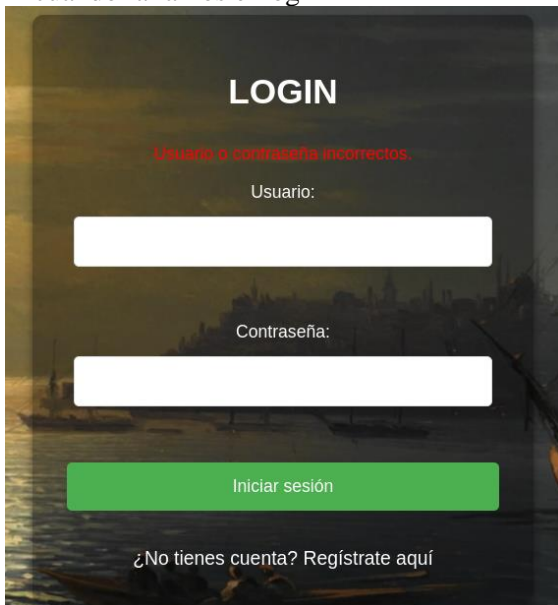 LOGIN
Usuario o contraseña incorrectos.
Usuario:
Contraseña:
Iniciar sesión
¿No tienes cuenta? Regístrate aquí